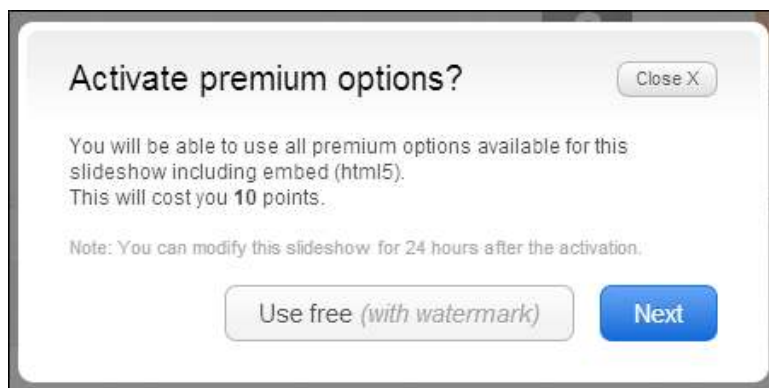 Activate premium options?
Close X
You will be able to use all premium options available for this
slideshow including embed (html5).
This will cost you 10 points.
Note: You can modify this slideshow for 24 hours after the activation.
Use free (with watermark)
Next